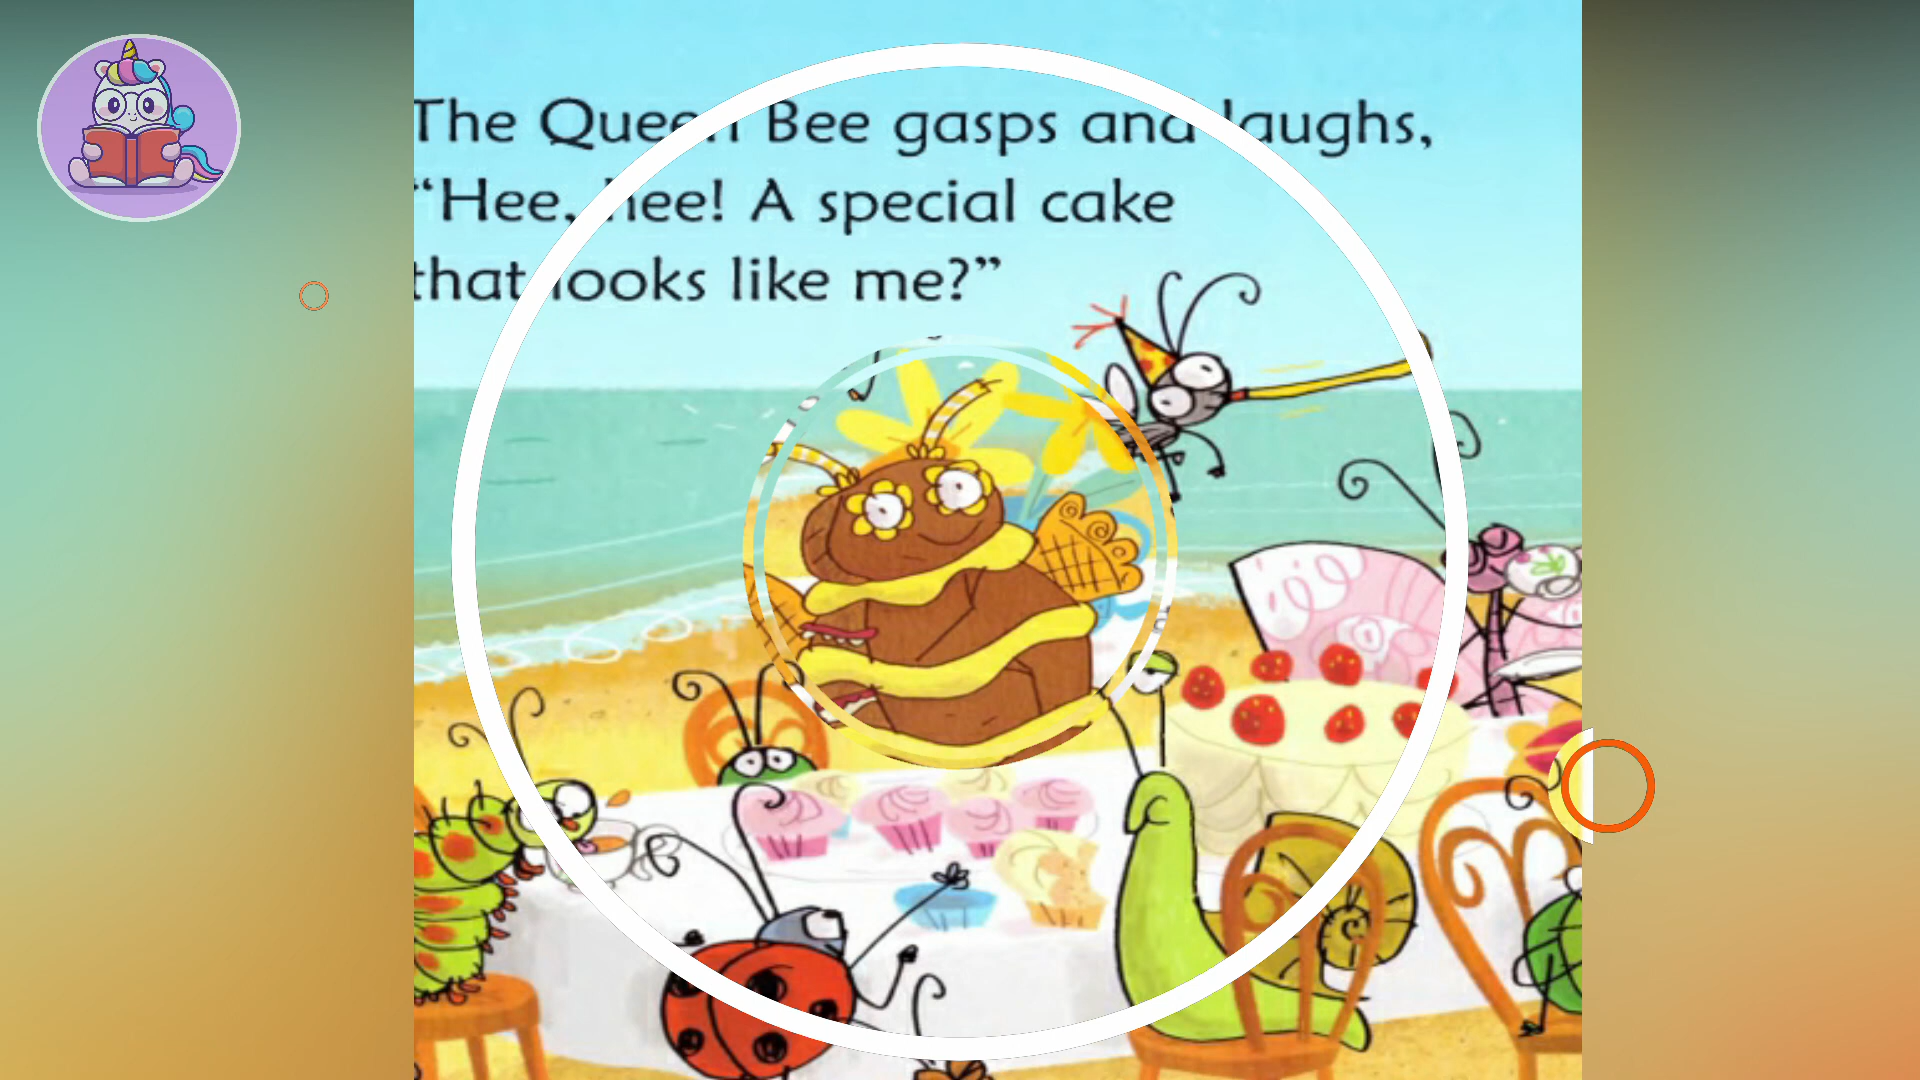 The Queen Bee gasps and laughs,
“Hee, hee! A special cake
that looks like me?”